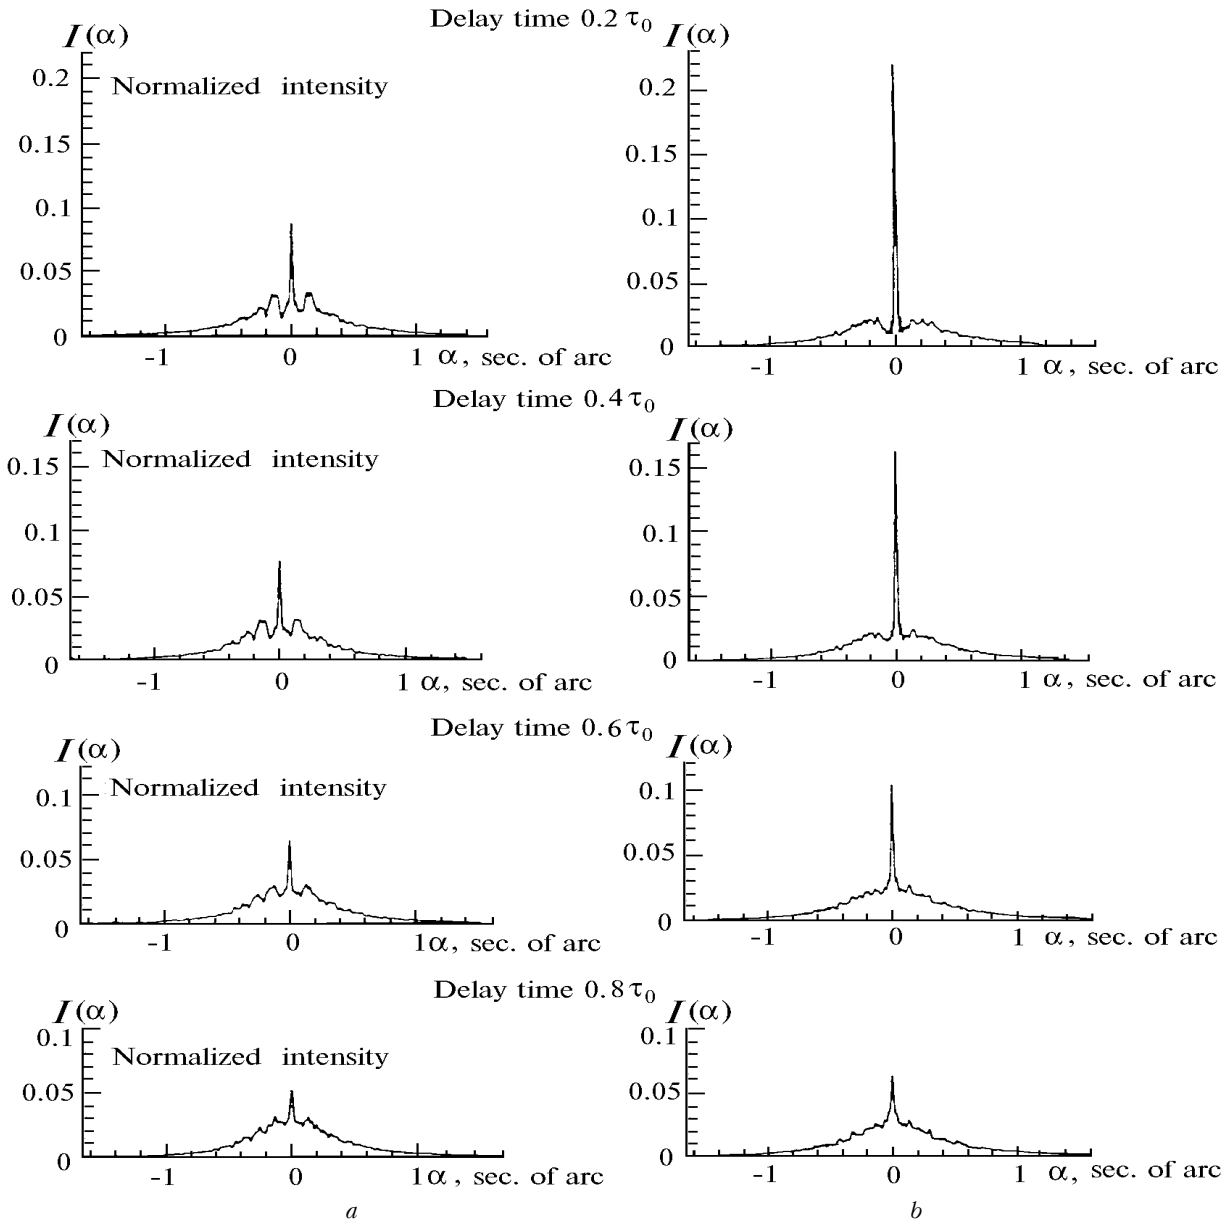 Delay time 0.2 τ₀
I(α) I(α)
Normalized intensity
0.2 0.2
0.15 0.15
0.1 0.1
0.05 0.05
0 0
-1 0 1 α, sec. of arc -1 0 1 α, sec. of arc
Delay time 0.4 τ₀
I(α) I(α)
Normalized intensity
0.15 0.15
0.1 0.1
0.05 0.05
0 0
-1 0 1 α, sec. of arc -1 0 1 α, sec. of arc
Delay time 0.6 τ₀
I(α) I(α)
Normalized intensity
0.1 0.1
0.05 0.05
0 0
-1 0 1 α, sec. of arc -1 0 1 α, sec. of arc
Delay time 0.8 τ₀
I(α) I(α)
0.1 0.1
Normalized intensity
0.05 0.05
0 0
-1 0 1 α, sec. of arc -1 0 1 α, sec. of arc
a b